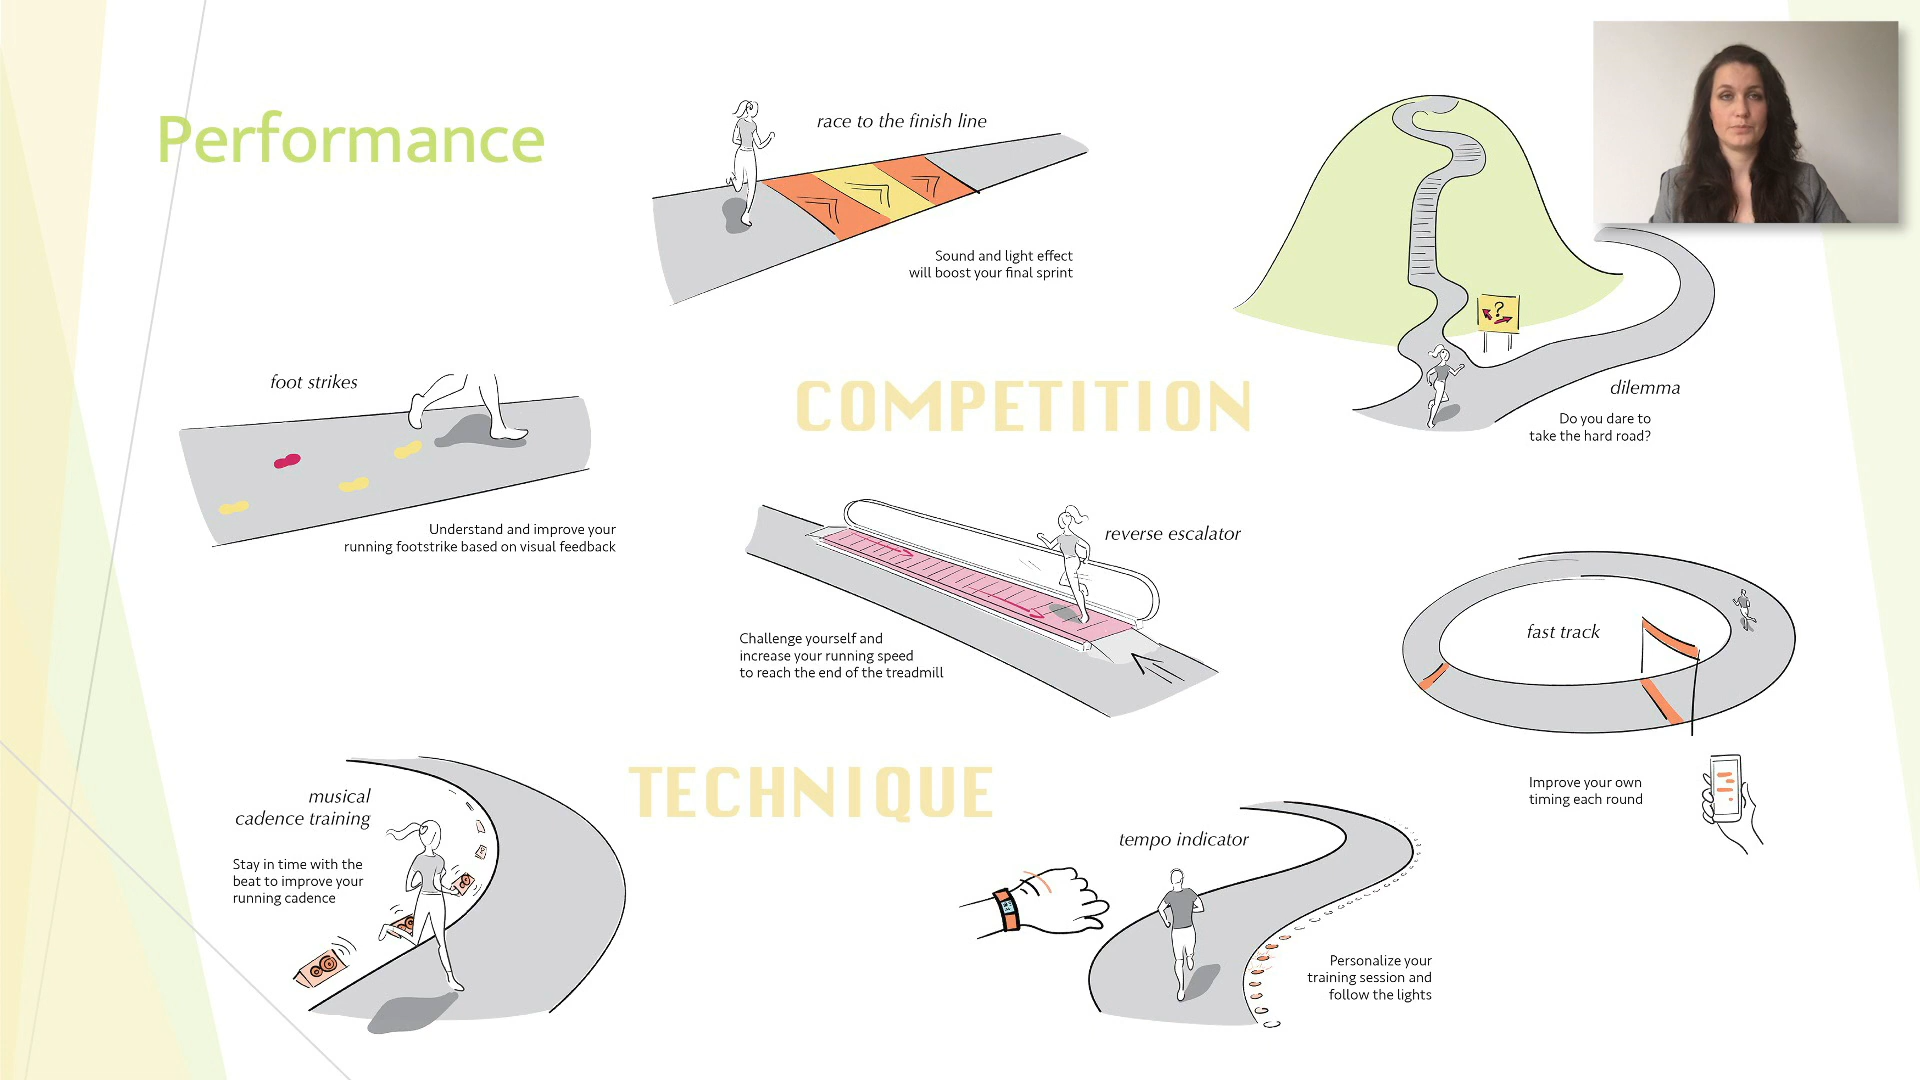 Performance
race to the finish line
Sound and light effect
will boost your final sprint
?
dilemma
Do you dare to
take the hard road?
foot strikes
Understand and improve your
running footstrike based on visual feedback
COMPETITION
reverse escalator
Challenge yourself and
increase your running speed
to reach the end of the treadmill
fast track
Improve your own
timing each round
TECHNIQUE
musical
cadence training
Stay in time with the
beat to improve your
running cadence
tempo indicator
Personalize your
training session and
follow the lights